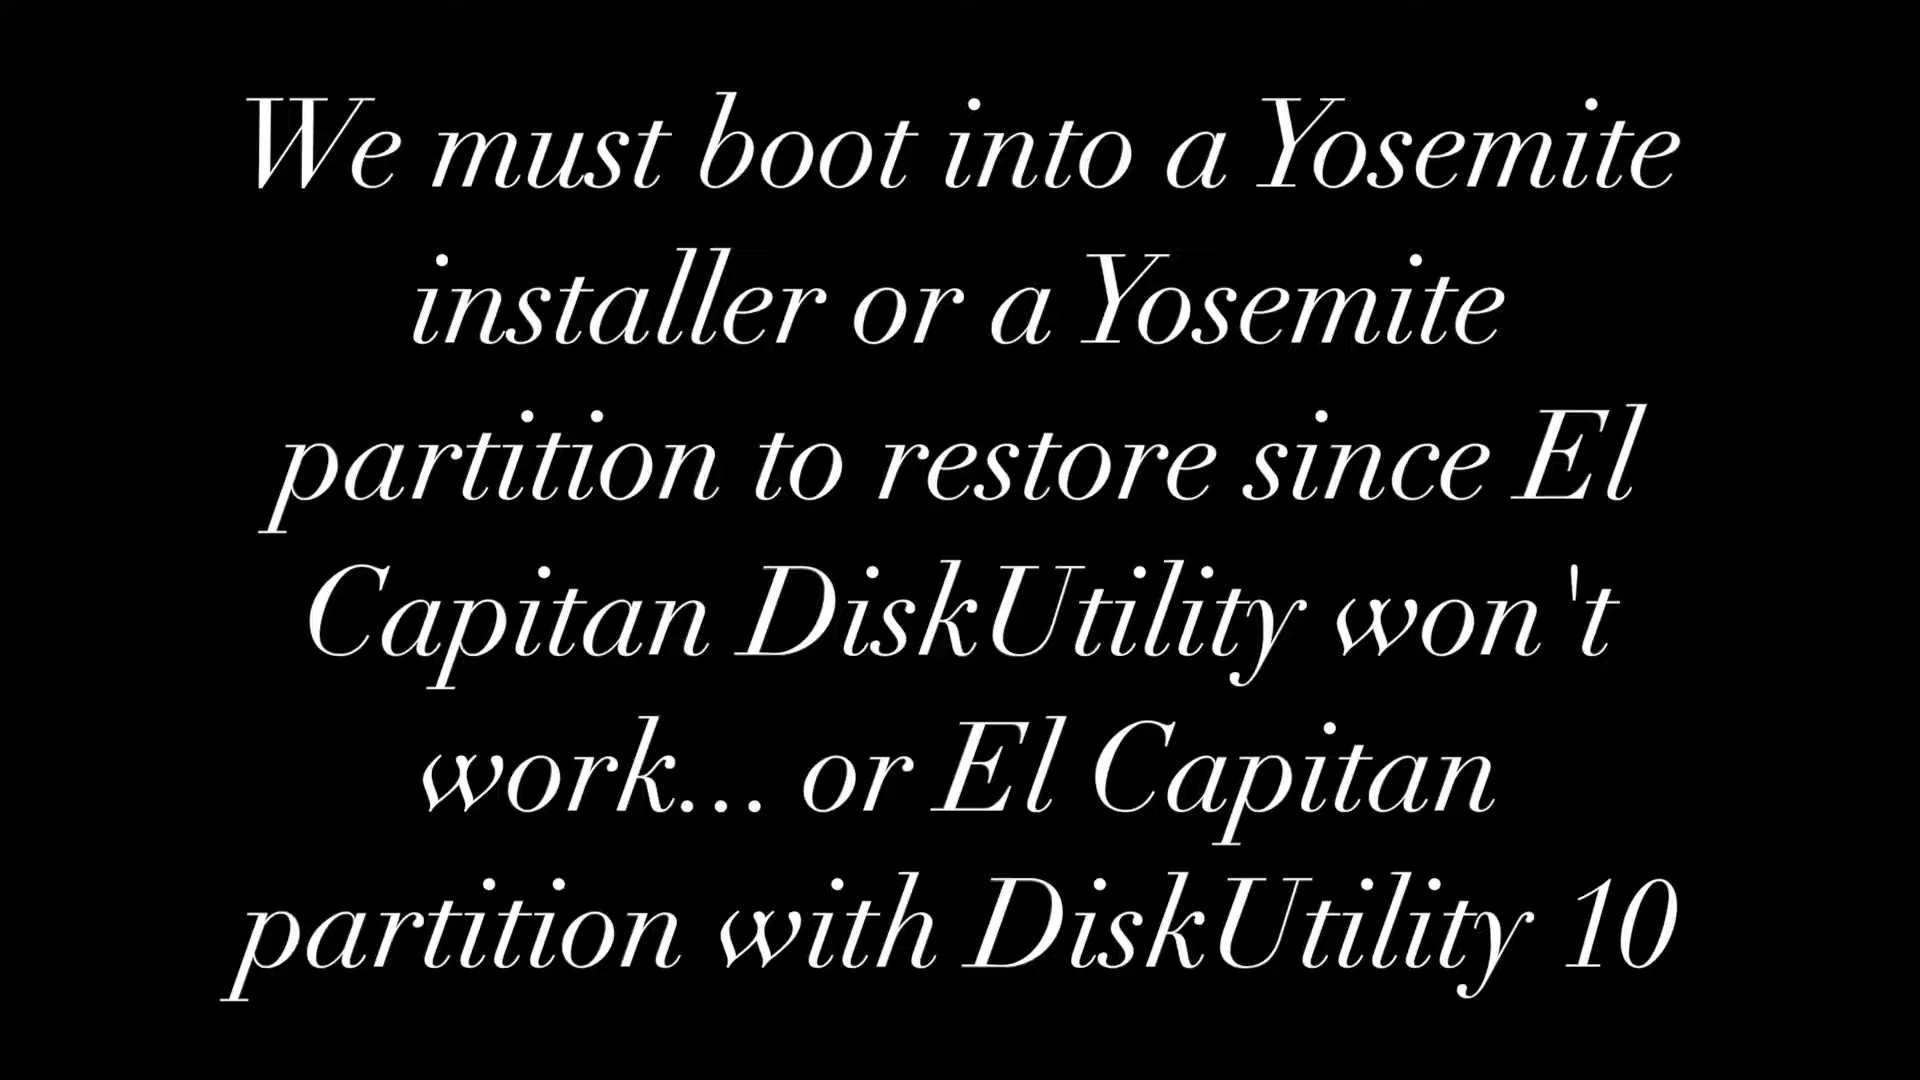 We must boot into a Yosemite
installer or a Yosemite
partition to restore since El
Capitan DiskUtility won't
work... or El Capitan
partition with DiskUtility 10